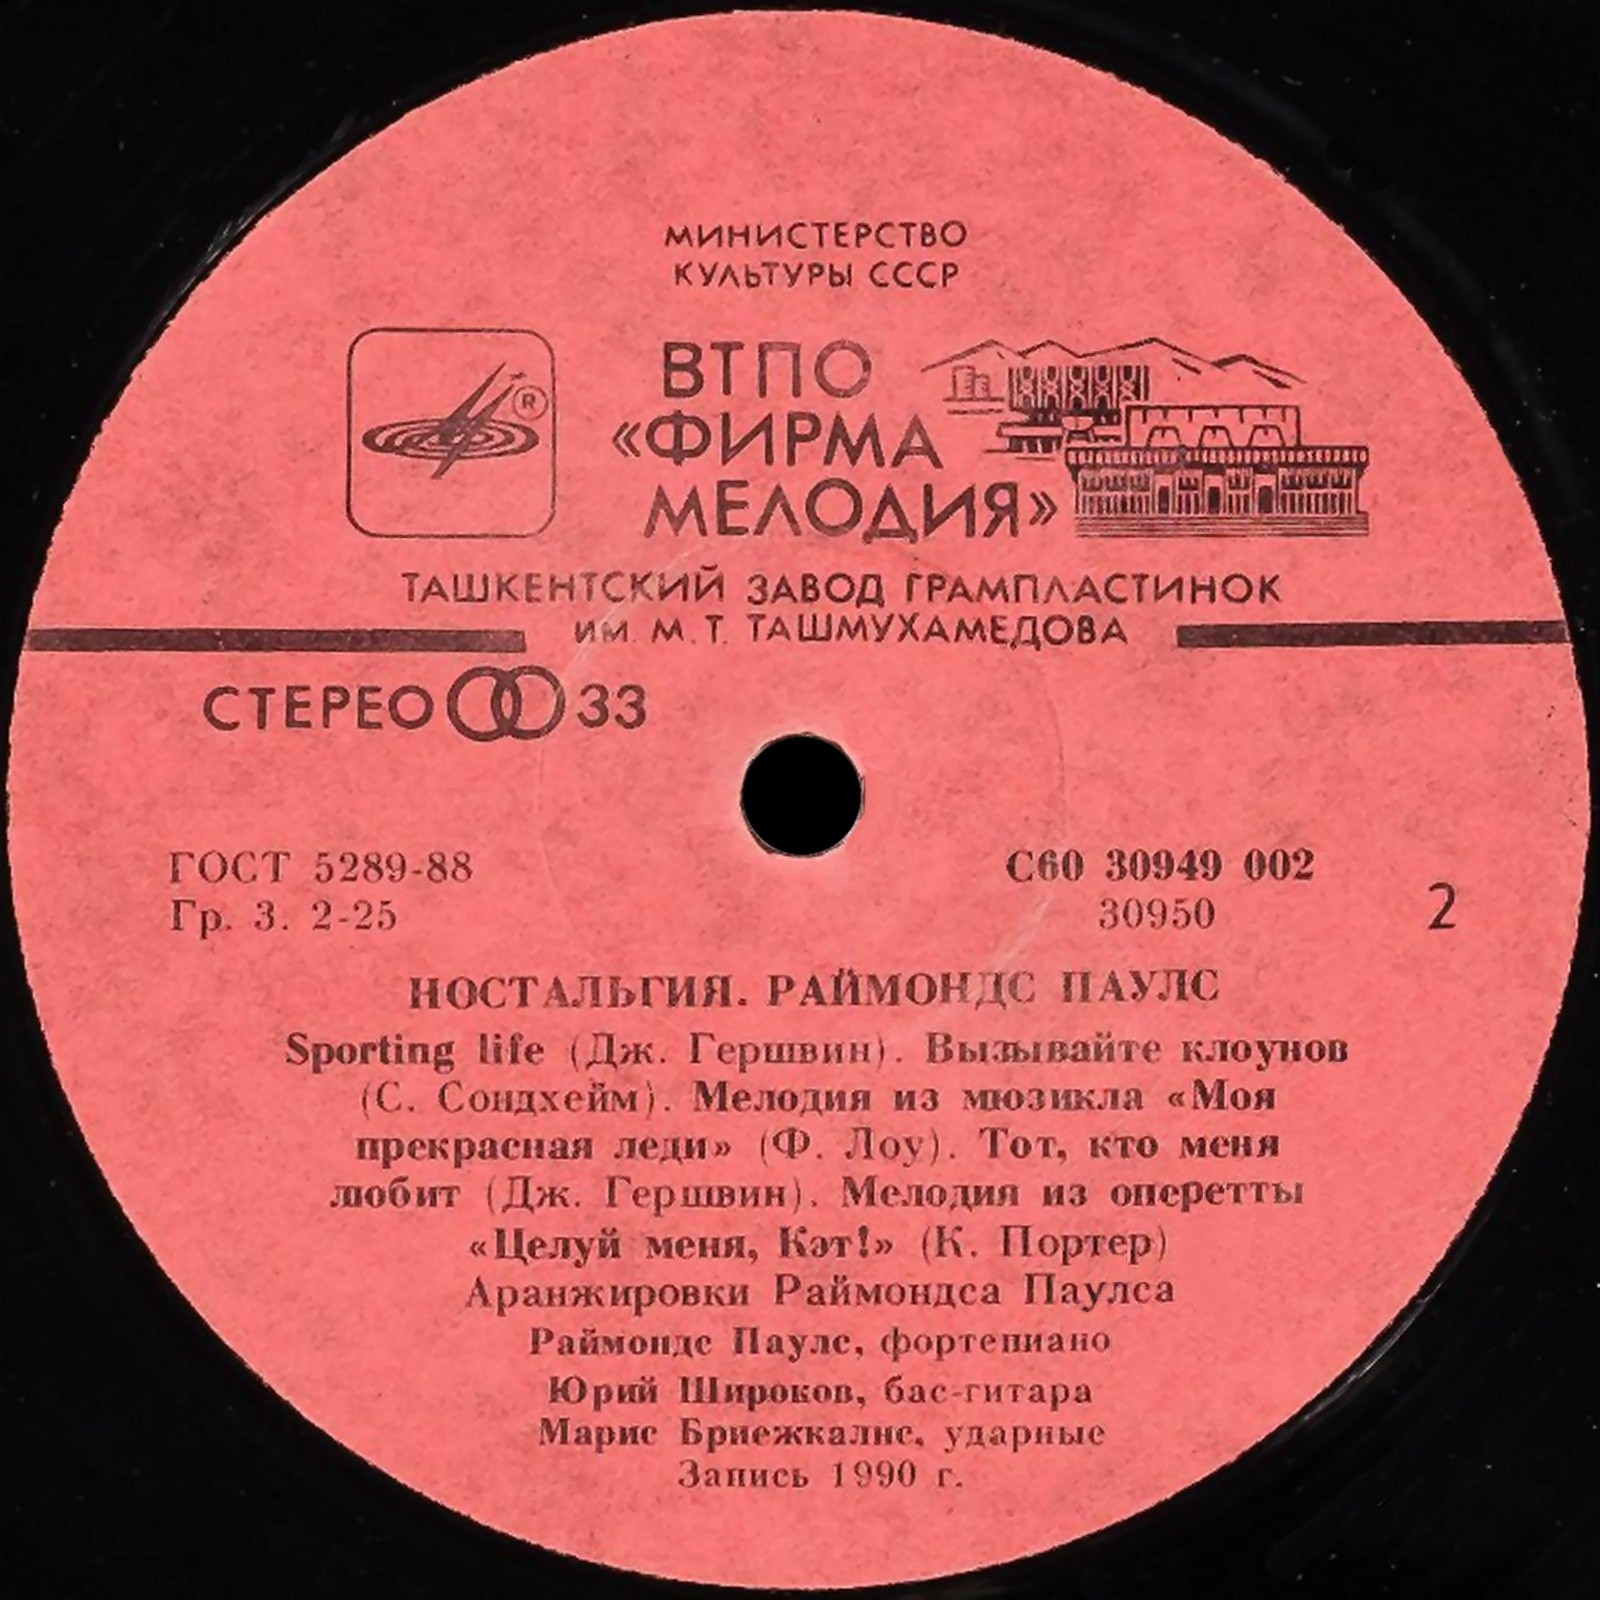 МИНИСТЕРСТВО
КУЛЬТУРЫ СССР
ВТПО
«ФИРМА
МЕЛОДИЯ»
®
ТАШКЕНТСКИЙ ЗАВОД ГРАМПЛАСТИНОК
ИМ. М. Т. ТАШМУХАМЕДОВА
СТЕРЕО 33
ГОСТ 5289-88
Гр. 3. 2-25
С60 30949 002
30950
2
НОСТАЛЬГИЯ. РАЙМОНДС ПАУЛС
Sporting life (Дж. Гершвин). Вызывайте клоунов
(С. Сондхейм). Мелодия из мюзикла «Моя
прекрасная леди» (Ф. Лоу). Тот, кто меня
любит (Дж. Гершвин). Мелодия из оперетты
«Целуй меня, Кэт!» (К. Портер)
Аранжировки Раймондса Паулса
Раймондс Паулс, фортепиано
Юрий Широков, бас-гитара
Марис Бриежкалнс, ударные
Запись 1990 г.